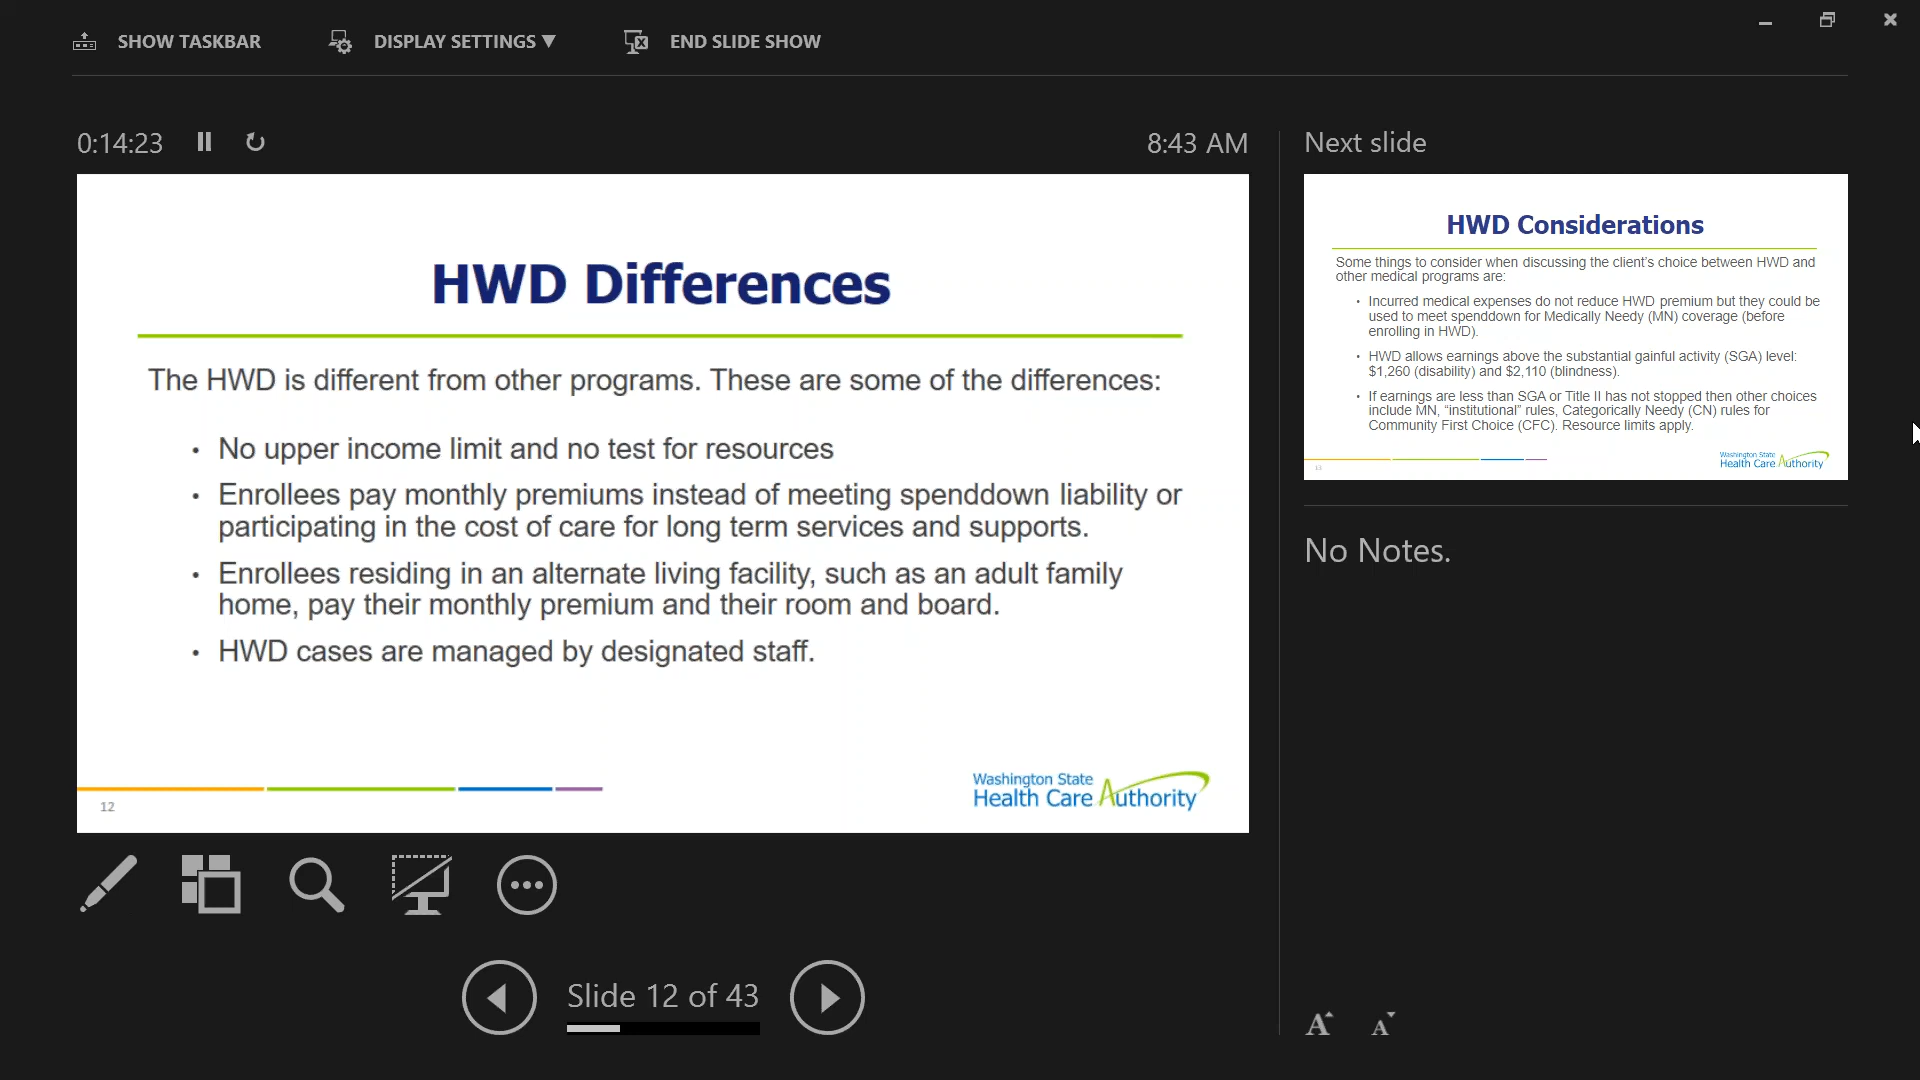 SHOW TASKBAR
DISPLAY SETTINGS ▼
END SLIDE SHOW
0:14:23
8:43 AM
HWD Differences
The HWD is different from other programs. These are some of the differences:
• No upper income limit and no test for resources
• Enrollees pay monthly premiums instead of meeting spenddown liability or
participating in the cost of care for long term services and supports.
• Enrollees residing in an alternate living facility, such as an adult family
home, pay their monthly premium and their room and board.
• HWD cases are managed by designated staff.
12
Washington State
Health Care Authority
Slide 12 of 43
Next slide
HWD Considerations
Some things to consider when discussing the client's choice between HWD and
other medical programs are:
• Incurred medical expenses do not reduce HWD premium but they could be
used to meet spenddown for Medically Needy (MN) coverage (before
enrolling in HWD).
• HWD allows earnings above the substantial gainful activity (SGA) level:
$1,260 (disability) and $2,110 (blindness).
• If earnings are less than SGA or Title II has not stopped then other choices
include MN, “institutional” rules, Categorically Needy (CN) rules for
Community First Choice (CFC). Resource limits apply.
13
Washington State
Health Care Authority
No Notes.
A A